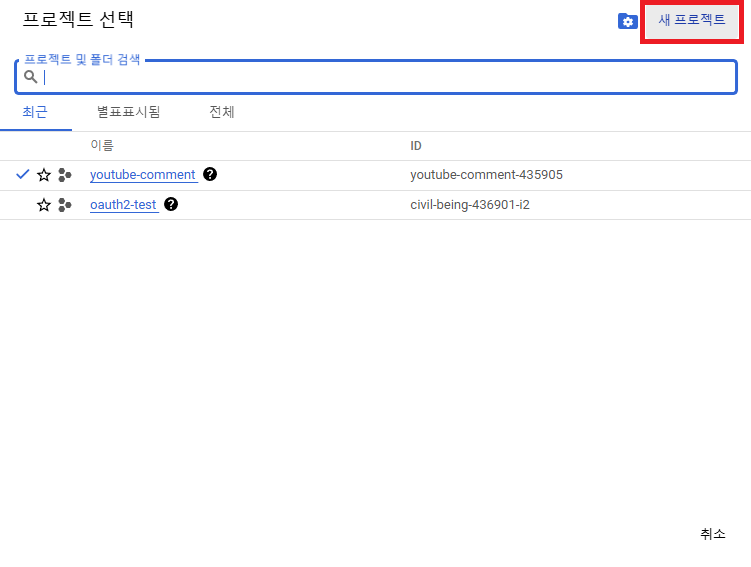 프로젝트 선택
새 프로젝트
프로젝트 및 폴더 검색
최근 별표표시됨 전체
이름 ID
youtube-comment youtube-comment-435905
oauth2-test civil-being-436901-i2
취소